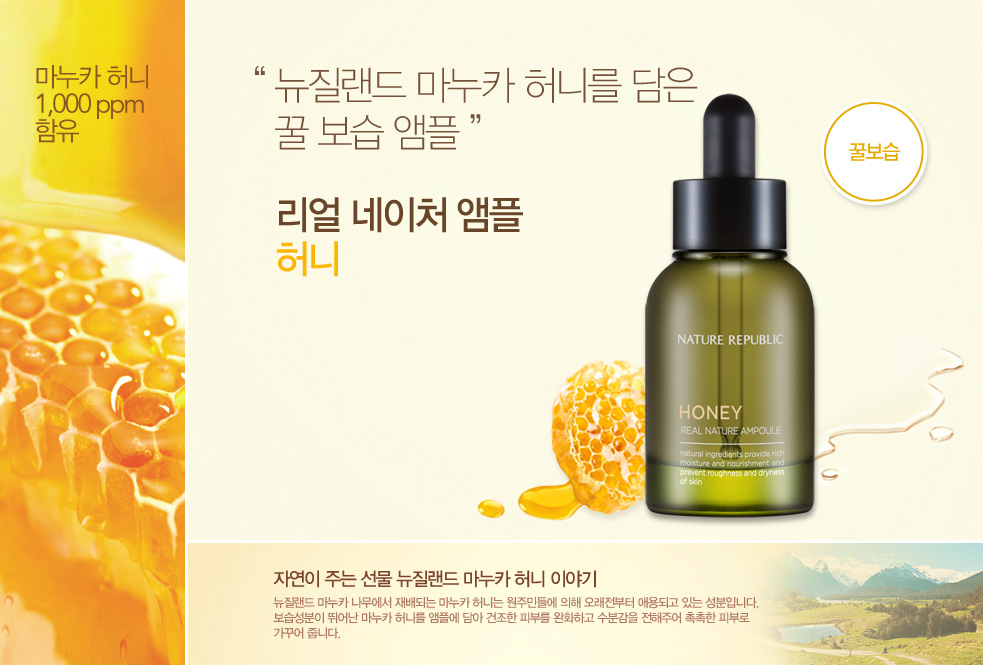 마누카 허니
1,000 ppm
함유
“ 뉴질랜드 마누카 허니를 담은
꿀 보습 앰플 ”
리얼 네이처 앰플
허니
꿀보습
NATURE REPUBLIC
HONEY
REAL NATURE AMPOULE
natural ingredients provide rich
moisture and nourishment and
prevent roughness and dryness
of skin
자연이 주는 선물 뉴질랜드 마누카 허니 이야기
뉴질랜드 마누카 나무에서 재배되는 마누카 허니는 원주민들에 의해 오래전부터 애용되고 있는 성분입니다.
보습성분이 뛰어난 마누카 허니를 앰플에 담아 건조한 피부를 완화하고 수분감을 전해주어 촉촉한 피부로
가꾸어 줍니다.